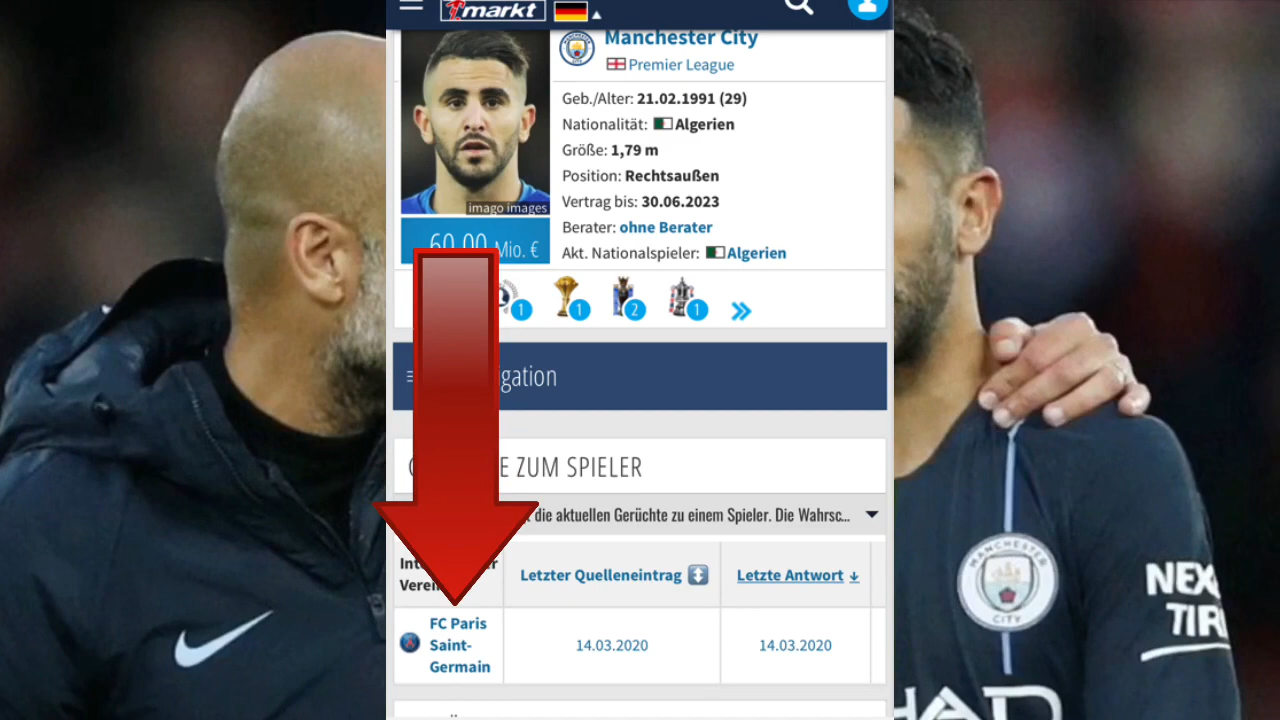 markt
Manchester City
Premier League
Geb./Alter: 21.02.1991 (29)
Nationalität: Algerien
Größe: 1,79 m
Position: Rechtsaußen
Vertrag bis: 30.06.2023
Berater: ohne Berater
Akt. Nationalspieler: Algerien
imago images
60,00 Mio. €
1
1
2
1
gation
E ZUM SPIELER
die aktuellen Gerüchte zu einem Spieler. Die Wahrsc...
Letzter Quelleneintrag
Letzte Antwort
FC Paris
Saint-
Germain
14.03.2020
14.03.2020
MANCHESTER
CITY
NEX
TIR
HAD